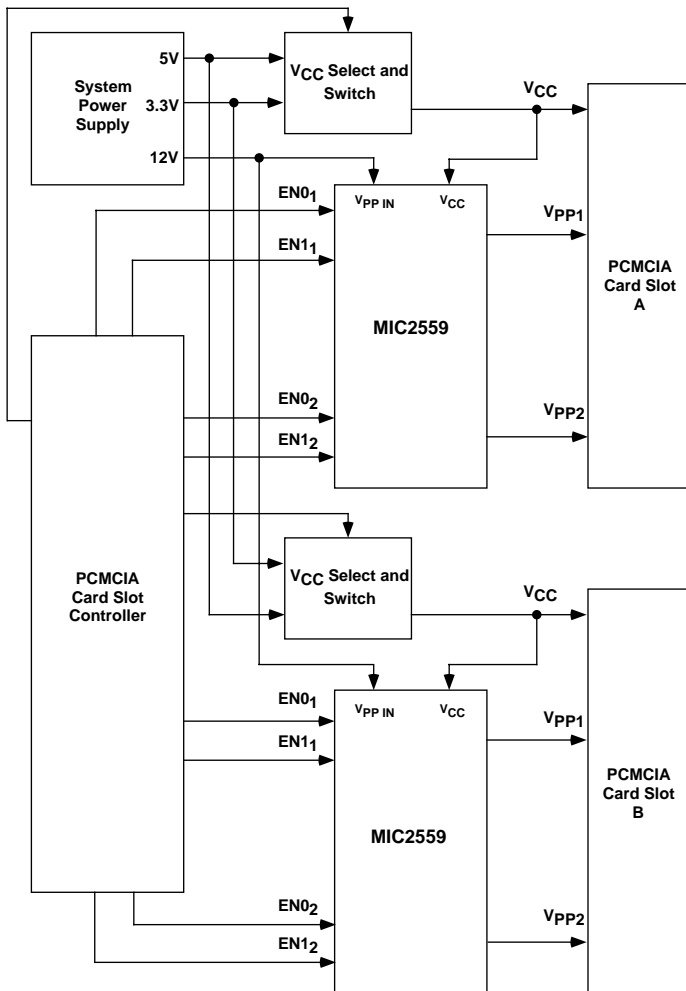 5V
System
Power
Supply
3.3V
12V
VCC Select and
Switch
VCC
EN01
VPP IN
VCC
EN11
VPP1
PCMCIA
Card Slot
A
MIC2559
EN02
EN12
VPP2
PCMCIA
Card Slot
Controller
VCC Select and
Switch
VCC
EN01
VPP IN
VCC
EN11
VPP1
PCMCIA
Card Slot
B
MIC2559
EN02
EN12
VPP2